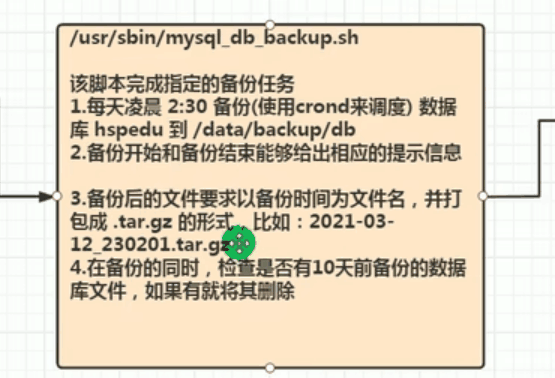 /usr/sbin/mysql_db_backup.sh
该脚本完成指定的备份任务
1.每天凌晨 2:30 备份(使用crond来调度) 数据
库 hspedu 到 /data/backup/db
2.备份开始和备份结束能够给出相应的提示信息
3.备份后的文件要求以备份时间为文件名，并打
包成 .tar.gz 的形式，比如：2021-03-
12_230201.tar.gz
4.在备份的同时，检查是否有10天前备份的数据
库文件，如果有就将其删除